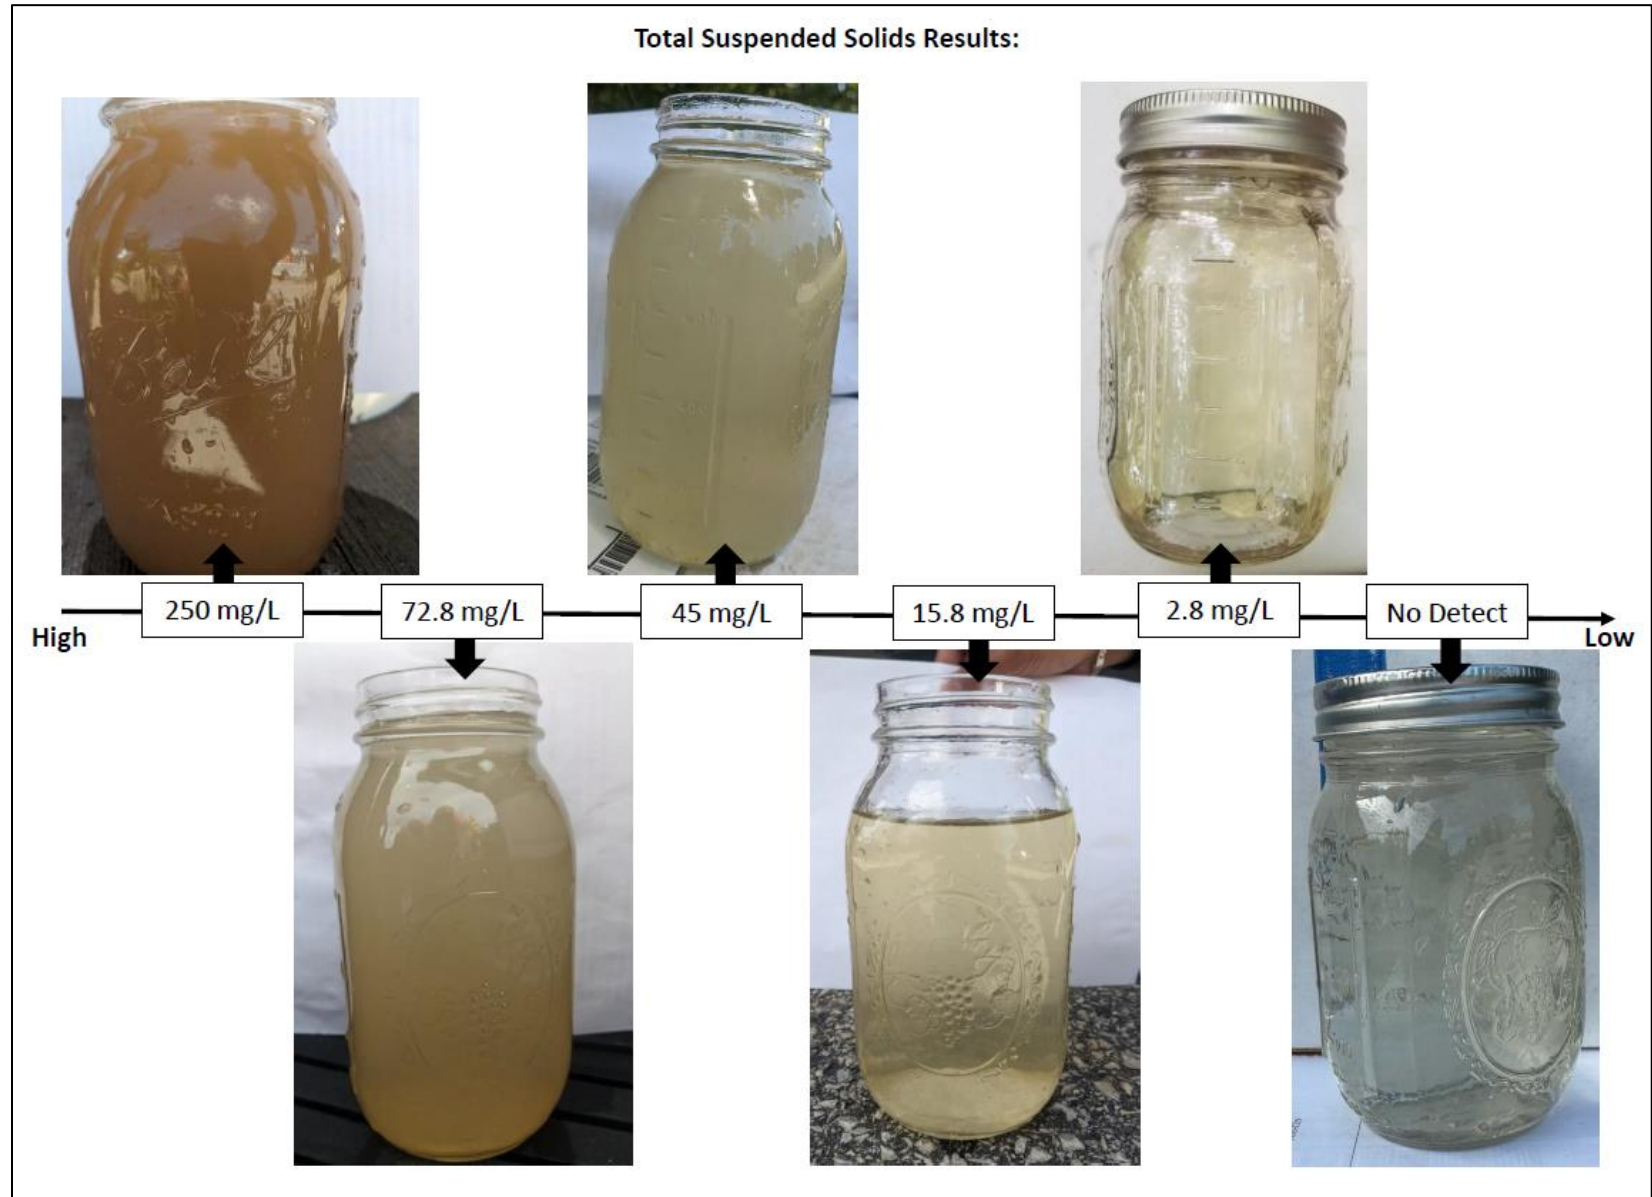 Total Suspended Solids Results:
250 mg/L
72.8 mg/L
45 mg/L
15.8 mg/L
2.8 mg/L
No Detect
High
Low